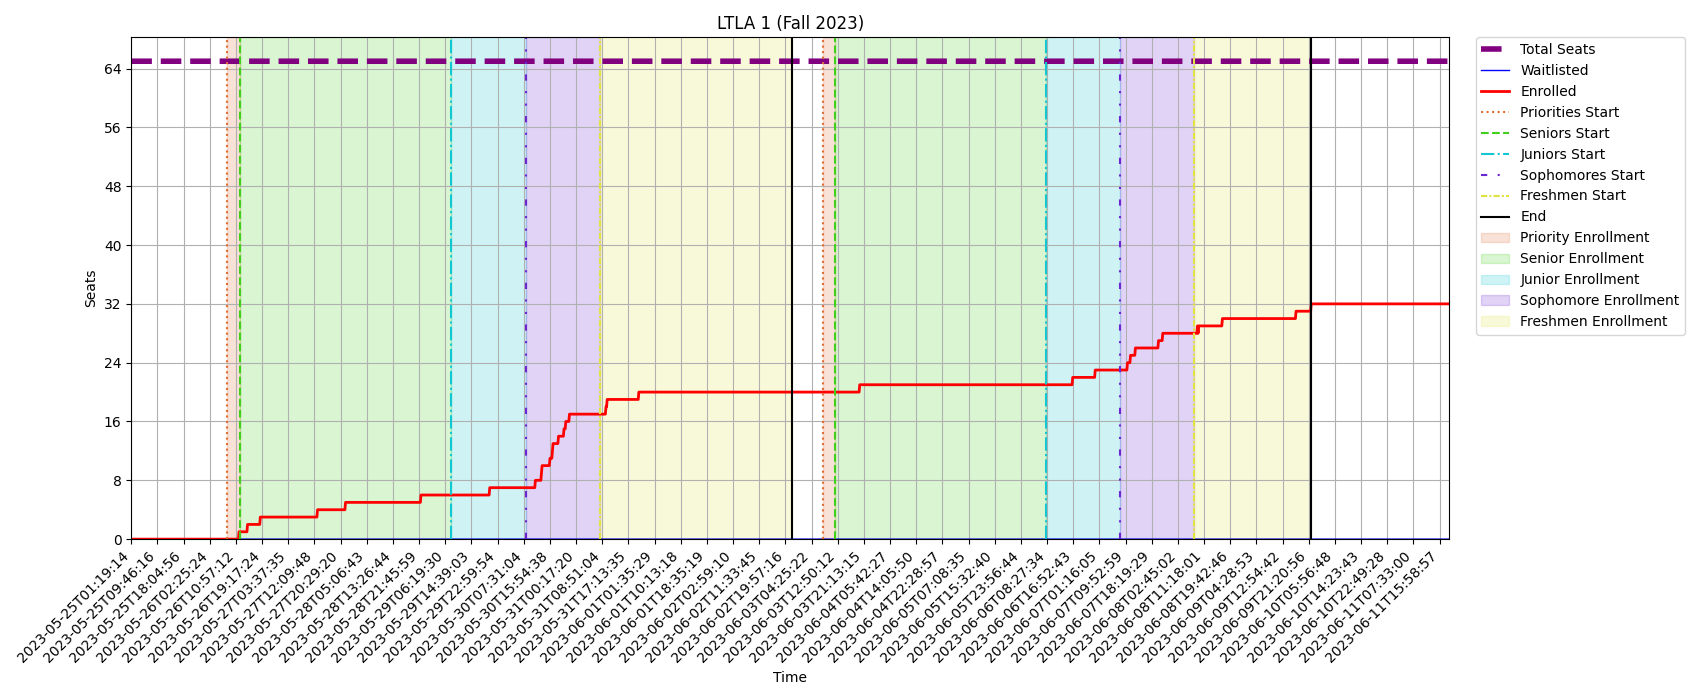 LTLA 1 (Fall 2023)
Seats
64
56
48
40
32
24
16
8
0
2023-05-25T01:19:14
2023-05-25T09:46:16
2023-05-25T18:04:56
2023-05-26T02:25:24
2023-05-26T10:57:12
2023-05-26T19:17:24
2023-05-27T03:37:35
2023-05-27T12:09:48
2023-05-27T20:29:20
2023-05-28T05:06:43
2023-05-28T13:26:44
2023-05-28T21:45:59
2023-05-29T06:19:30
2023-05-29T14:39:03
2023-05-29T22:59:54
2023-05-30T07:31:04
2023-05-30T15:54:38
2023-05-31T00:17:20
2023-05-31T08:51:04
2023-05-31T17:13:35
2023-06-01T01:35:29
2023-06-01T10:13:18
2023-06-01T18:35:19
2023-06-02T02:59:10
2023-06-02T11:33:45
2023-06-02T19:57:16
2023-06-03T04:25:22
2023-06-03T12:50:12
2023-06-03T21:13:15
2023-06-04T05:42:27
2023-06-04T14:05:50
2023-06-04T22:28:57
2023-06-05T07:08:35
2023-06-05T15:32:40
2023-06-05T23:56:44
2023-06-06T08:27:34
2023-06-06T16:52:43
2023-06-07T01:16:05
2023-06-07T09:52:59
2023-06-07T18:19:29
2023-06-08T02:45:02
2023-06-08T11:18:01
2023-06-08T19:42:46
2023-06-09T04:28:53
2023-06-09T12:54:42
2023-06-09T21:20:56
2023-06-10T05:56:48
2023-06-10T14:23:43
2023-06-10T22:49:28
2023-06-11T07:33:00
2023-06-11T15:58:57
Time
Total Seats
Waitlisted
Enrolled
Priorities Start
Seniors Start
Juniors Start
Sophomores Start
Freshmen Start
End
Priority Enrollment
Senior Enrollment
Junior Enrollment
Sophomore Enrollment
Freshmen Enrollment